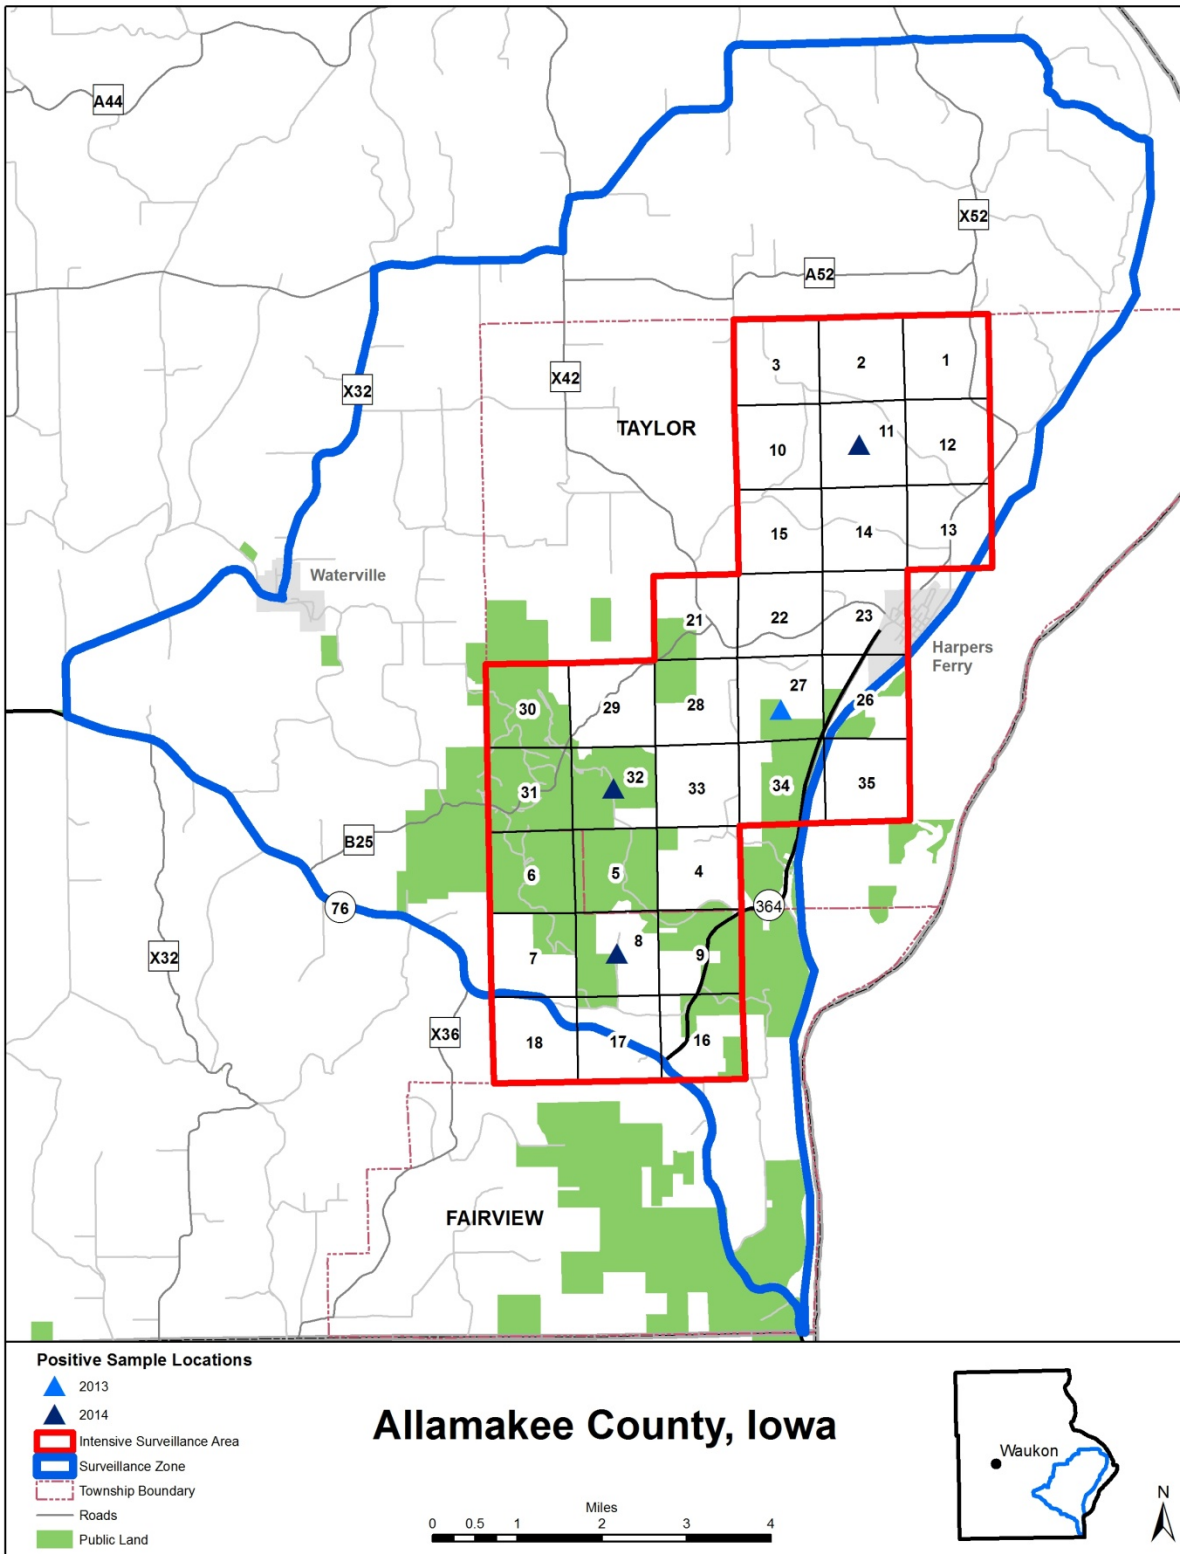 A44
X52
A52
X32
X42
3
2
1
TAYLOR
10
11
12
15
14
13
Waterville
21
22
23
Harpers
Ferry
30
29
28
27
26
31
32
33
34
35
B25
6
5
4
76
364
7
8
9
X32
X36
18
17
16
FAIRVIEW
Positive Sample Locations
2013
2014
Intensive Surveillance Area
Surveillance Zone
Township Boundary
Roads
Public Land
Allamakee County, Iowa
Miles
0 0.5 1 2 3 4
Waukon
N